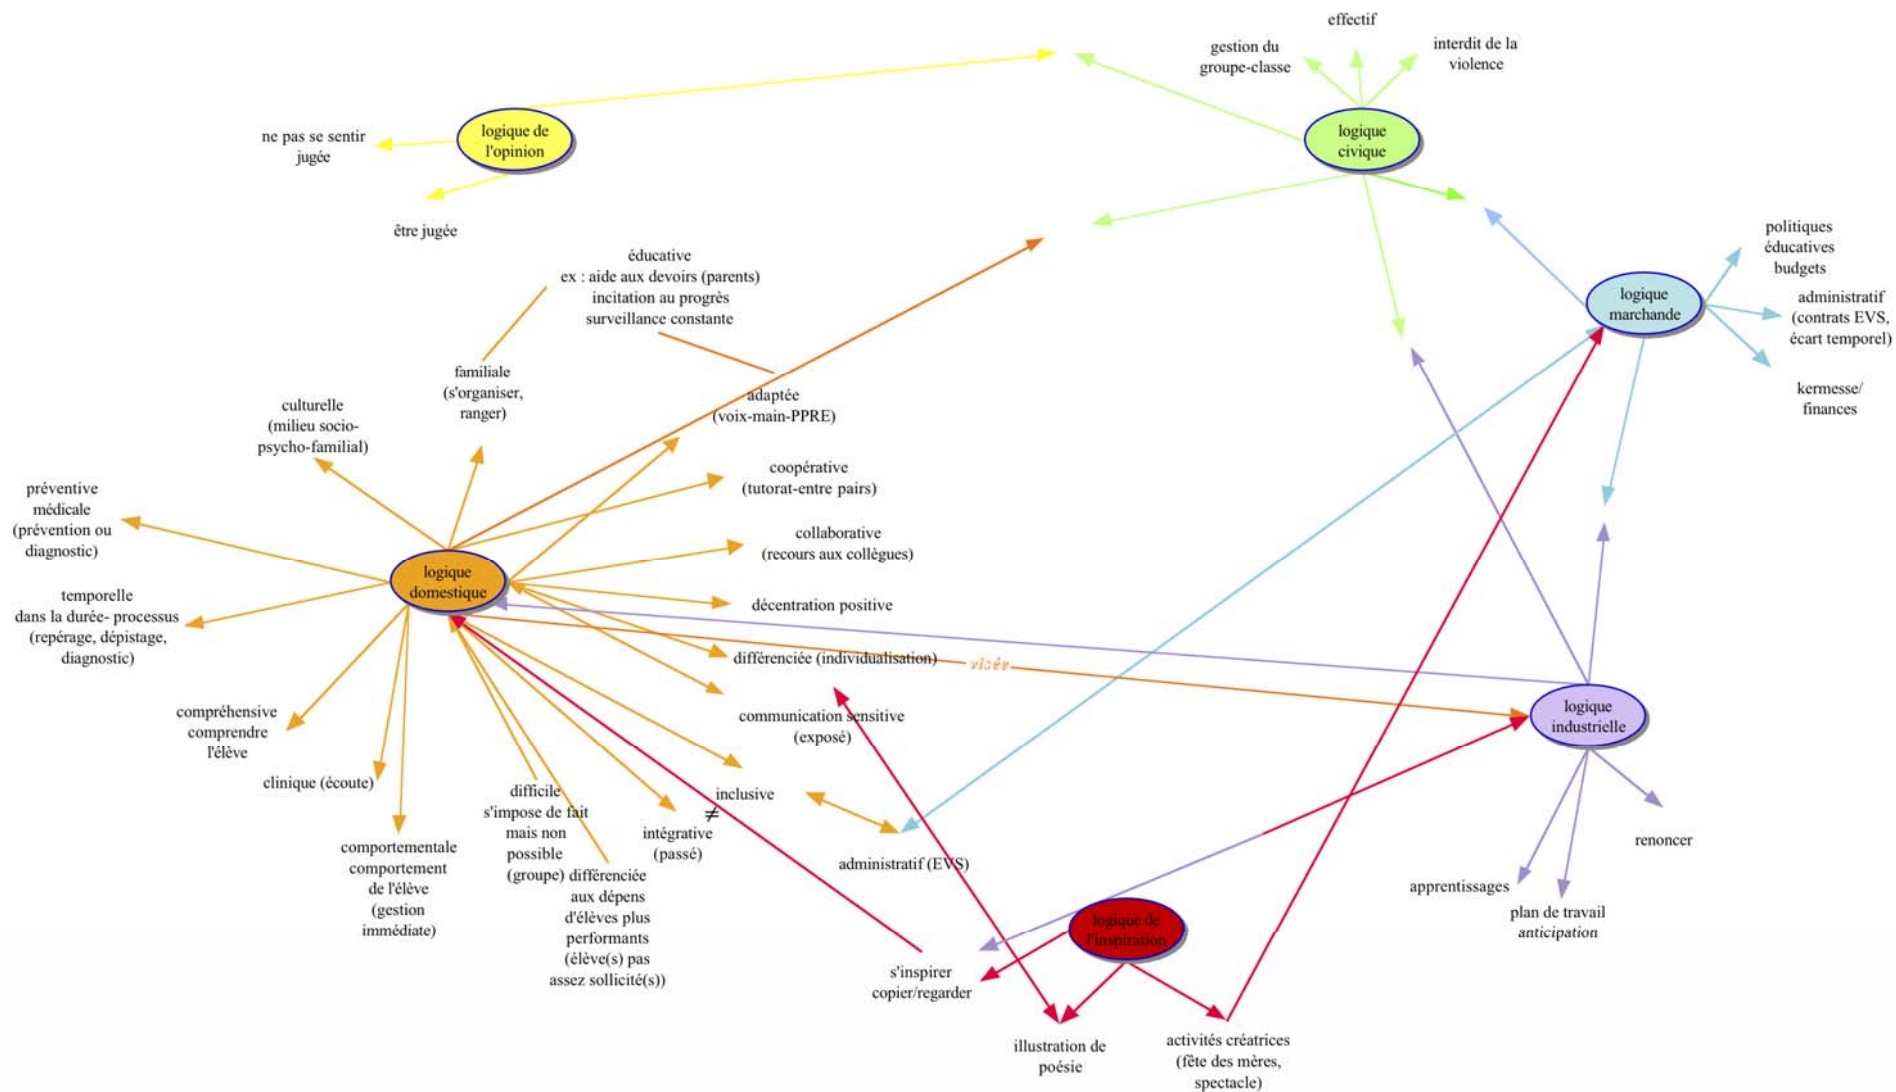 effectif
gestion du
groupe-classe
interdit de la
violence
logique de
l'opinion
logique
civique
ne pas se sentir
jugée
être jugée
politiques
éducatives
budgets
logique
marchande
administratif
(contrats EVS,
écart temporel)
kermesse/
finances
éducative
ex : aide aux devoirs (parents)
incitation au progrès
surveillance constante
familiale
(s'organiser,
ranger)
adaptée
(voix-main-PPRE)
culturelle
(milieu socio-
psycho-familial)
coopérative
(tutorat-entre pairs)
préventive
médicale
(prévention ou
diagnostic)
collaborative
(recours aux collègues)
logique
domestique
temporelle
dans la durée- processus
(repérage, dépistage,
diagnostic)
décentration positive
différenciée (individualisation)
visée
communication sensitive
(exposé)
logique
industrielle
compréhensive
comprendre
l'élève
clinique (écoute)
difficile
s'impose de fait
mais non
possible
(groupe)
inclusive
≠
intégrative
(passé)
administratif (EVS)
renoncer
comportementale
comportement
de l'élève
(gestion
immédiate)
différenciée
aux dépens
d'élèves plus
performants
(élève(s) pas
assez sollicité(s))
apprentissages
plan de travail
anticipation
logique de
l'inspiration
s'inspirer
copier/regarder
illustration de
poésie
activités créatrices
(fête des mères,
spectacle)